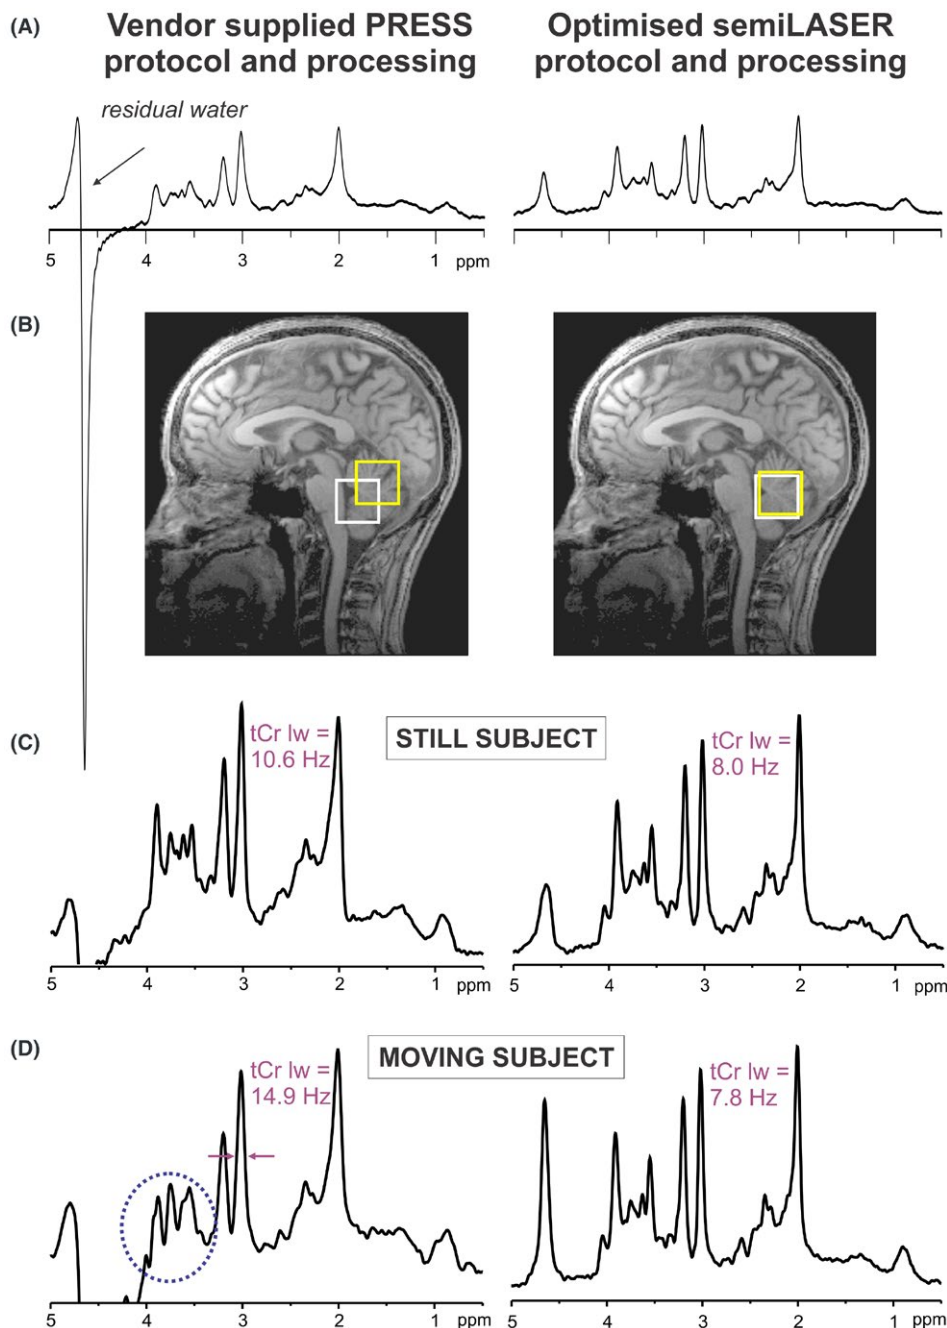 (A)
Vendor supplied PRESS
protocol and processing
Optimised semiLASER
protocol and processing
residual water
5 4 3 2 1 ppm
(B)
(C)
tCr lw =
10.6 Hz
STILL SUBJECT
tCr lw =
8.0 Hz
5 4 3 2 1 ppm
5 4 3 2 1 ppm
(D)
tCr lw =
14.9 Hz
MOVING SUBJECT
tCr lw =
7.8 Hz
5 4 3 2 1 ppm
5 4 3 2 1 ppm